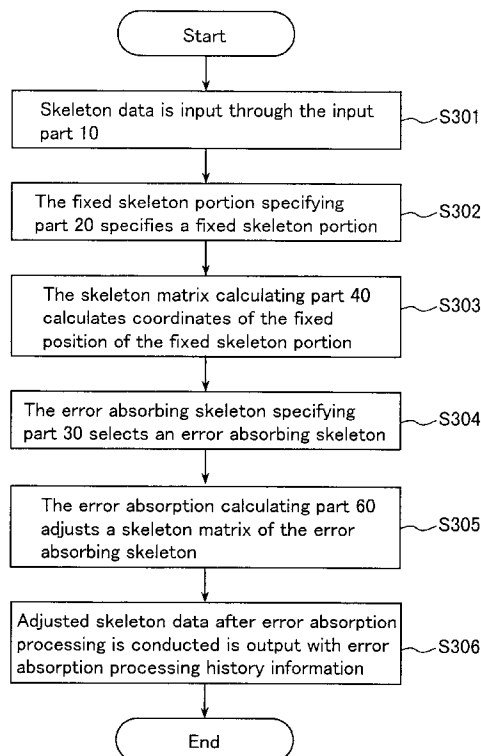 Start
Skeleton data is input through the input
part 10
S301
The fixed skeleton portion specifying
part 20 specifies a fixed skeleton portion
S302
The skeleton matrix calculating part 40
calculates coordinates of the fixed
position of the fixed skeleton portion
S303
The error absorbing skeleton specifying
part 30 selects an error absorbing skeleton
S304
The error absorption calculating part 60
adjusts a skeleton matrix of the error
absorbing skeleton
S305
Adjusted skeleton data after error absorption
processing is conducted is output with error
absorption processing history information
S306
End